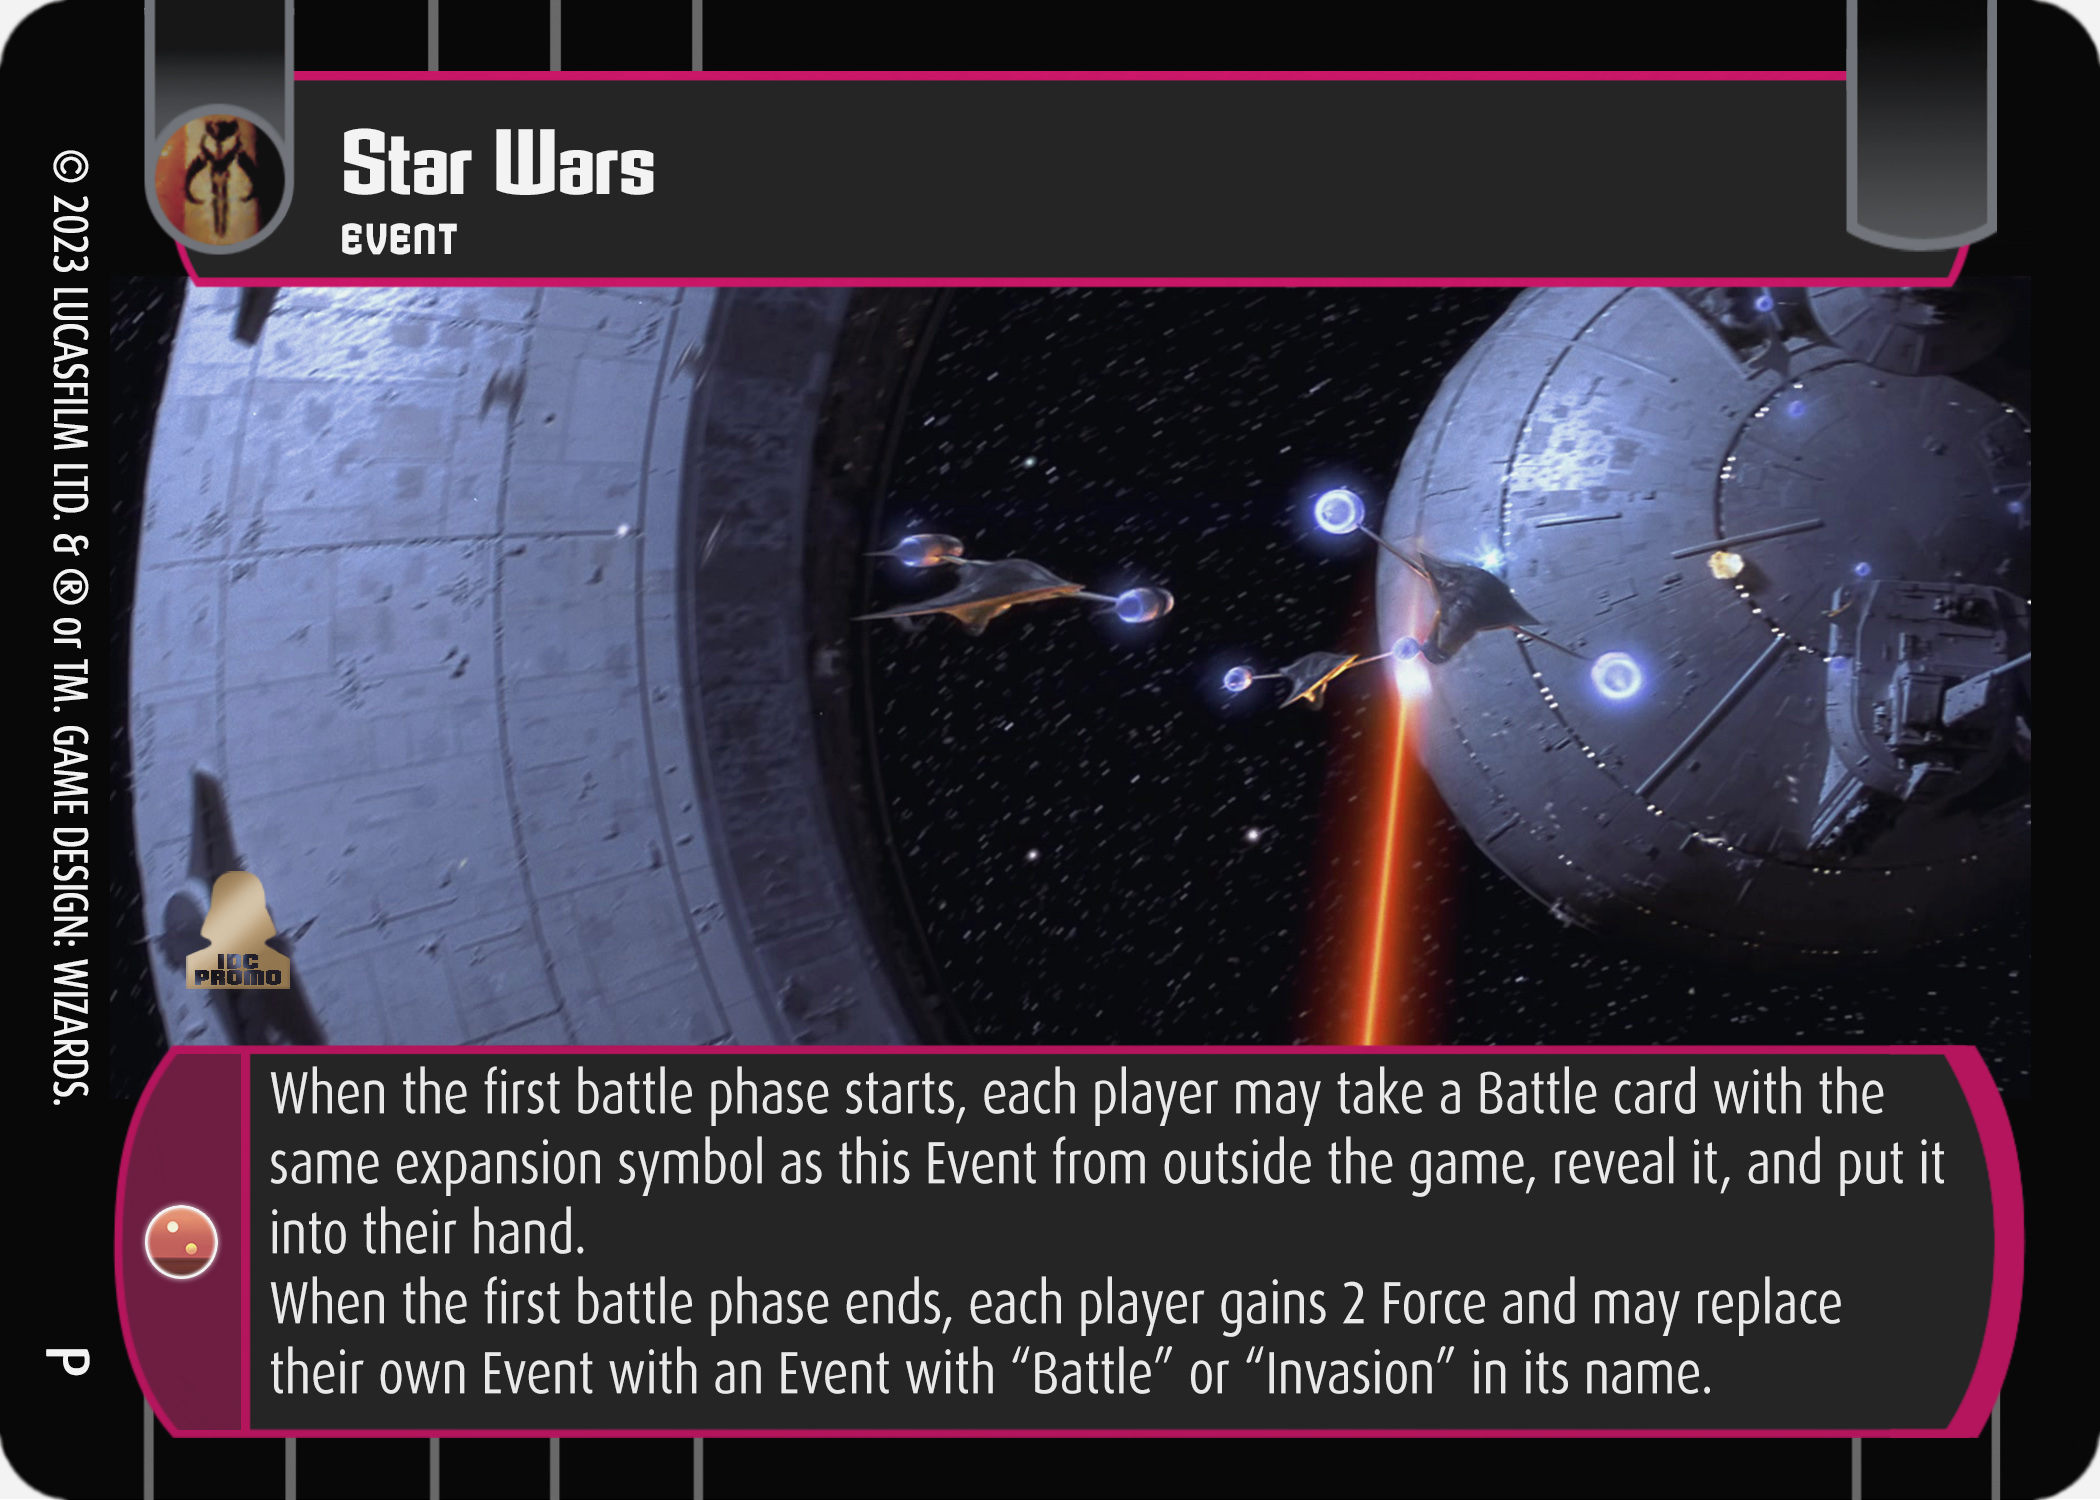 Star Wars
EVENT
© 2023 LUCASFILM LTD. & ® or TM. GAME DESIGN: WIZARDS.
P
IDC
PROMO
When the first battle phase starts, each player may take a Battle card with the
same expansion symbol as this Event from outside the game, reveal it, and put it
into their hand.
When the first battle phase ends, each player gains 2 Force and may replace
their own Event with an Event with “Battle” or “Invasion” in its name.